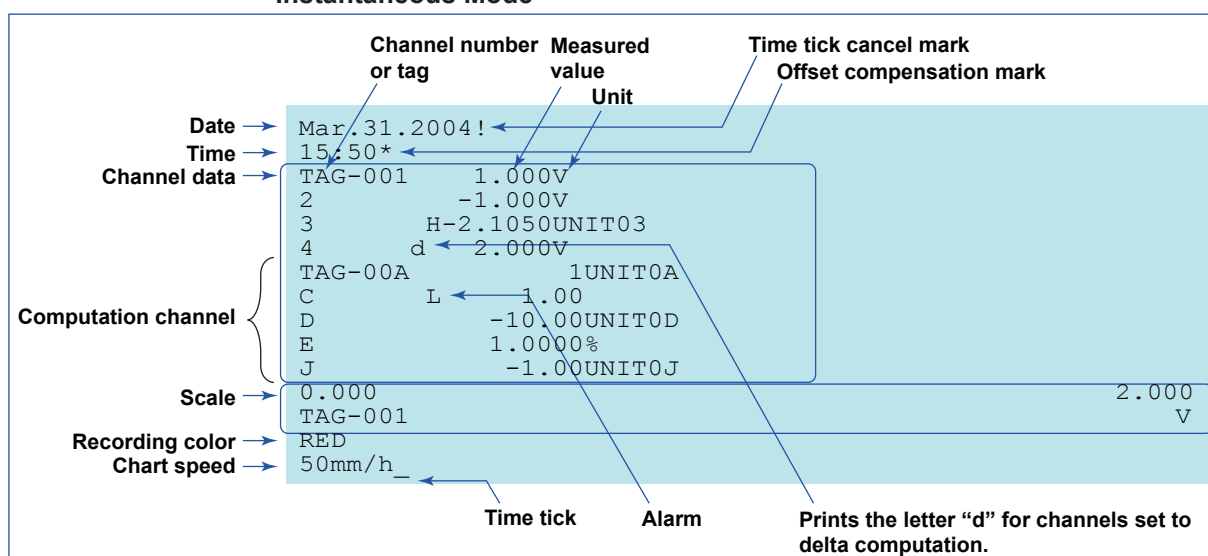 Instantaneous Mode
Channel number or tag
Measured value
Unit
Time tick cancel mark
Offset compensation mark
Date
Mar.31.2004!
Time
15:50*
Channel data
TAG-001 1.000V
2 -1.000V
3 H-2.1050UNIT03
4 d 2.000V
Computation channel
TAG-00A 1UNIT0A
C L 1.00
D -10.00UNIT0D
E 1.0000%
J -1.00UNIT0J
Scale
0.000 2.000
TAG-001 V
Recording color
RED
Chart speed
50mm/h_
Time tick
Alarm
Prints the letter “d” for channels set to
delta computation.